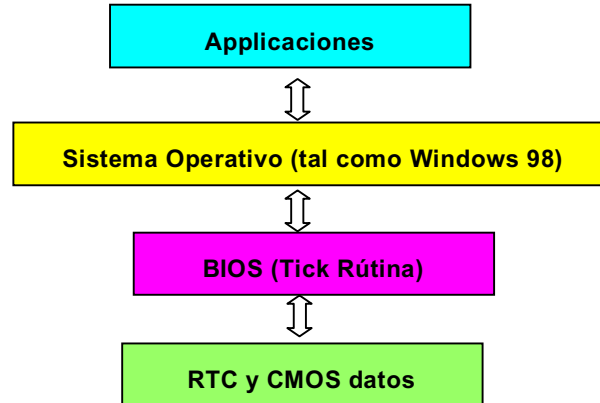 Applicaciones
Sistema Operativo (tal como Windows 98)
BIOS (Tick Rútina)
RTC y CMOS datos